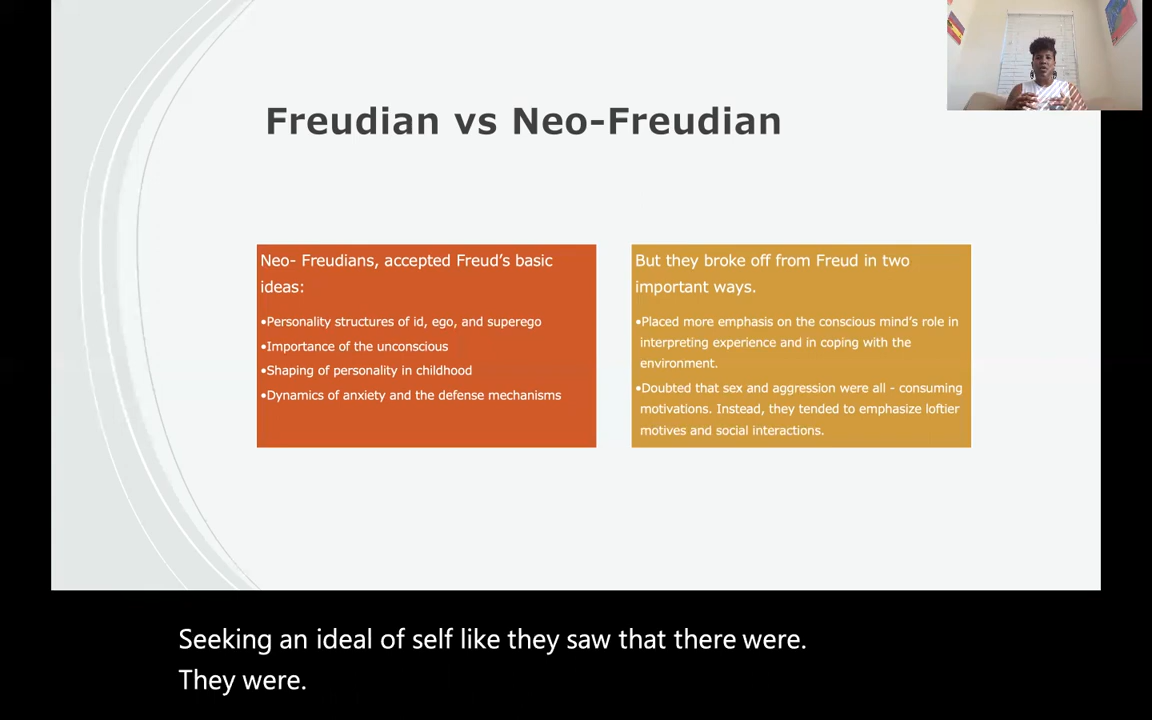 Freudian vs Neo-Freudian
Neo- Freudians, accepted Freud's basic
ideas:
•Personality structures of id, ego, and superego
•Importance of the unconscious
•Shaping of personality in childhood
•Dynamics of anxiety and the defense mechanisms
But they broke off from Freud in two
important ways.
•Placed more emphasis on the conscious mind's role in
interpreting experience and in coping with the
environment.
•Doubted that sex and aggression were all - consuming
motivations. Instead, they tended to emphasize loftier
motives and social interactions.
Seeking an ideal of self like they saw that there were.
They were.